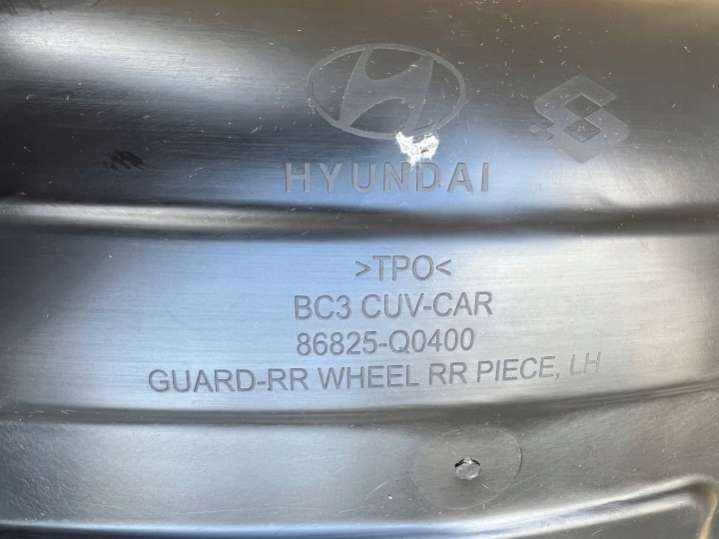 HYUNDAI
>TPO<
BC3 CUV-CAR
86825-Q0400
GUARD-RR WHEEL RR PIECE, LH